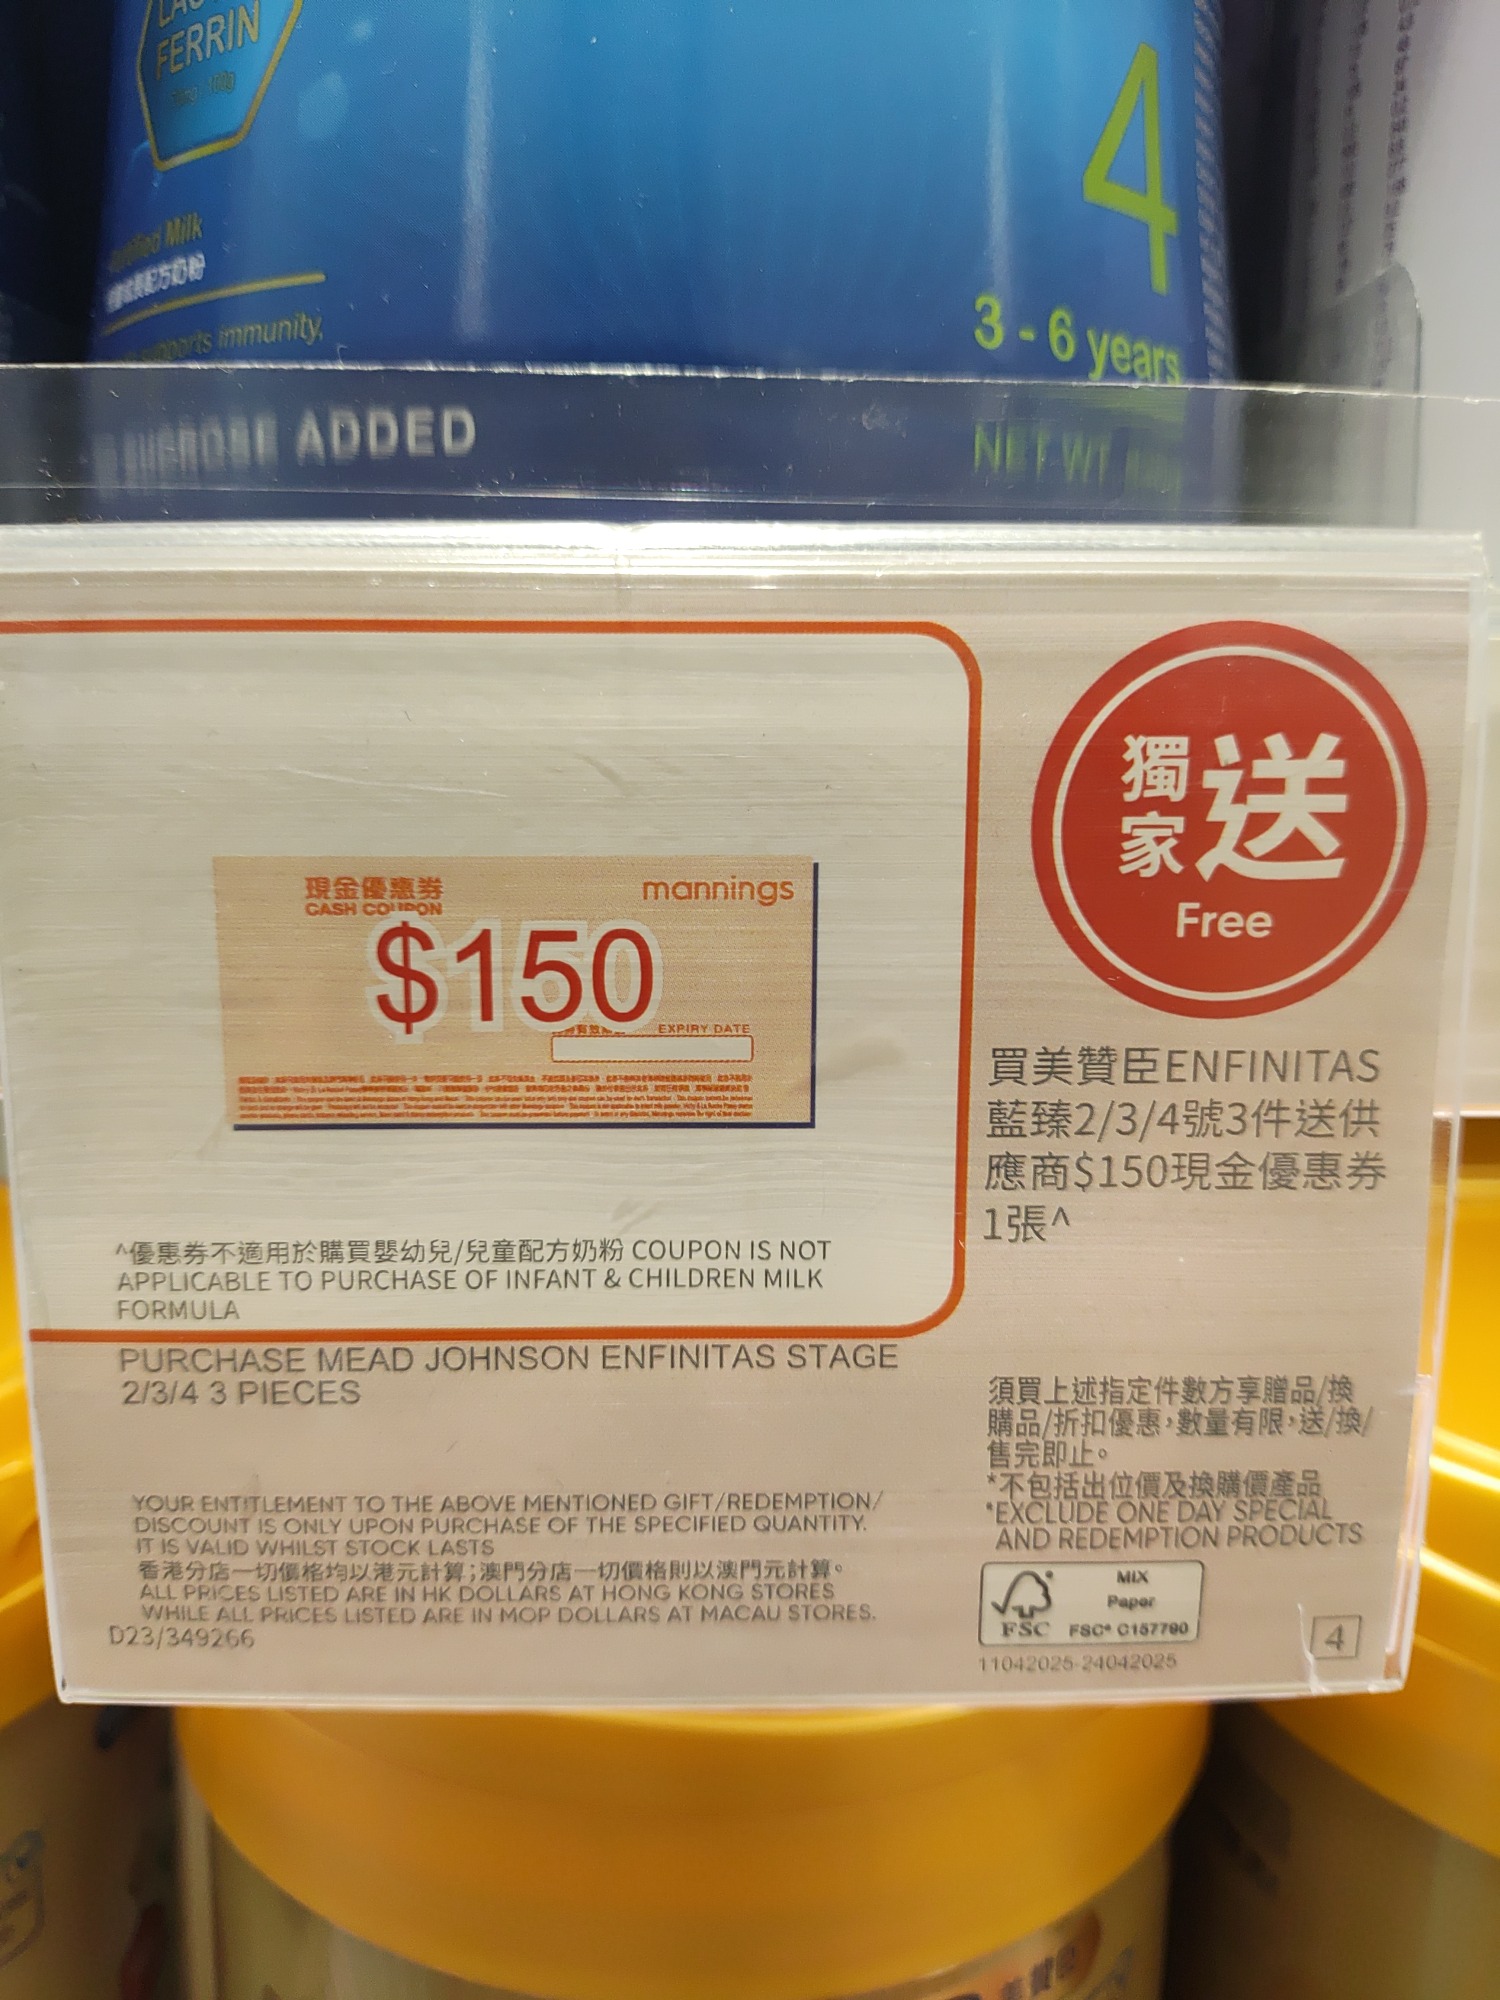 FERRIN
Milk
配方奶粉
supports immunity,
4
3 - 6 years
ADDED
NET WT
現金優惠券
CASH COUPON
mannings
$150
EXPIRY DATE
^優惠券不適用於購買嬰幼兒/兒童配方奶粉 COUPON IS NOT
APPLICABLE TO PURCHASE OF INFANT & CHILDREN MILK
FORMULA
PURCHASE MEAD JOHNSON ENFINITAS STAGE
2/3/4 3 PIECES
YOUR ENTITLEMENT TO THE ABOVE MENTIONED GIFT/REDEMPTION/
DISCOUNT IS ONLY UPON PURCHASE OF THE SPECIFIED QUANTITY.
IT IS VALID WHILST STOCK LASTS
香港分店一切價格均以港元計算;澳門分店一切價格則以澳門元計算。
ALL PRICES LISTED ARE IN HK DOLLARS AT HONG KONG STORES
WHILE ALL PRICES LISTED ARE IN MOP DOLLARS AT MACAU STORES.
D23/349266
獨家
送
Free
買美贊臣ENFINITAS
藍臻2/3/4號3件送供
應商$150現金優惠券
1張^
須買上述指定件數方享贈品/換
購品/折扣優惠,數量有限,送/換/
售完即止。
*不包括出位價及換購價產品
*EXCLUDE ONE DAY SPECIAL
AND REDEMPTION PRODUCTS
FSC
MIX
Paper
FSC® C157790
11042025-24042025
4